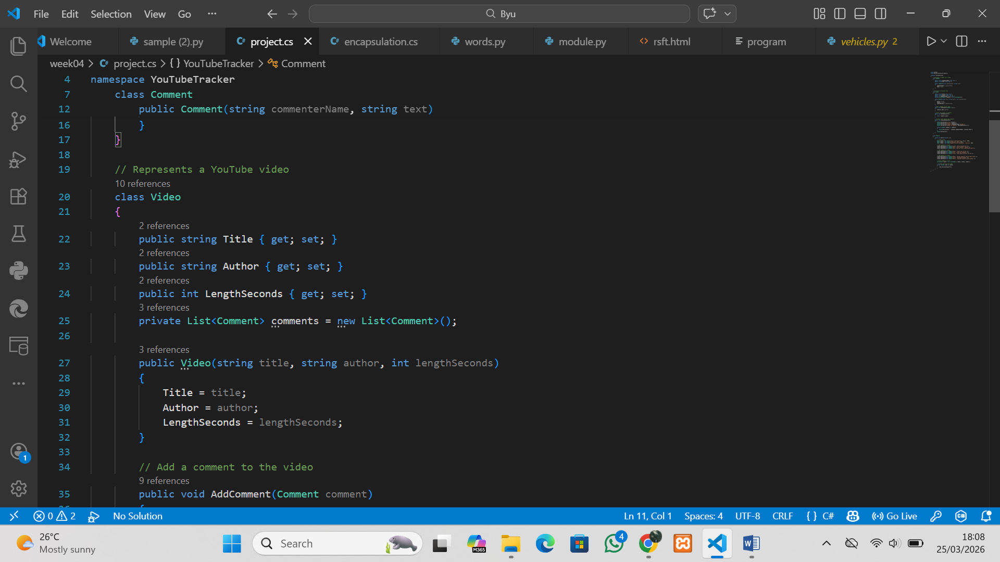 File Edit Selection View Go ··· Byu
Welcome sample (2).py project.cs encapsulation.cs words.py module.py rsft.html program vehicles.py 2
week04 > project.cs > { } YouTubeTracker > Comment
4 namespace YouTubeTracker
7 class Comment
12 public Comment(string commenterName, string text)
16 }
17 }
18
19 // Represents a YouTube video
10 references
20 class Video
21 {
2 references
22 public string Title { get; set; }
2 references
23 public string Author { get; set; }
2 references
24 public int LengthSeconds { get; set; }
3 references
25 private List<Comment> comments = new List<Comment>();
26
3 references
27 public Video(string title, string author, int lengthSeconds)
28 {
29 Title = title;
30 Author = author;
31 LengthSeconds = lengthSeconds;
32 }
33
34 // Add a comment to the video
9 references
35 public void AddComment(Comment comment)
1
0 2 No Solution Ln 11, Col 1 Spaces: 4 UTF-8 CRLF { } C# Go Live
26°C
Mostly sunny
Search
M365
4
18:08
25/03/2026